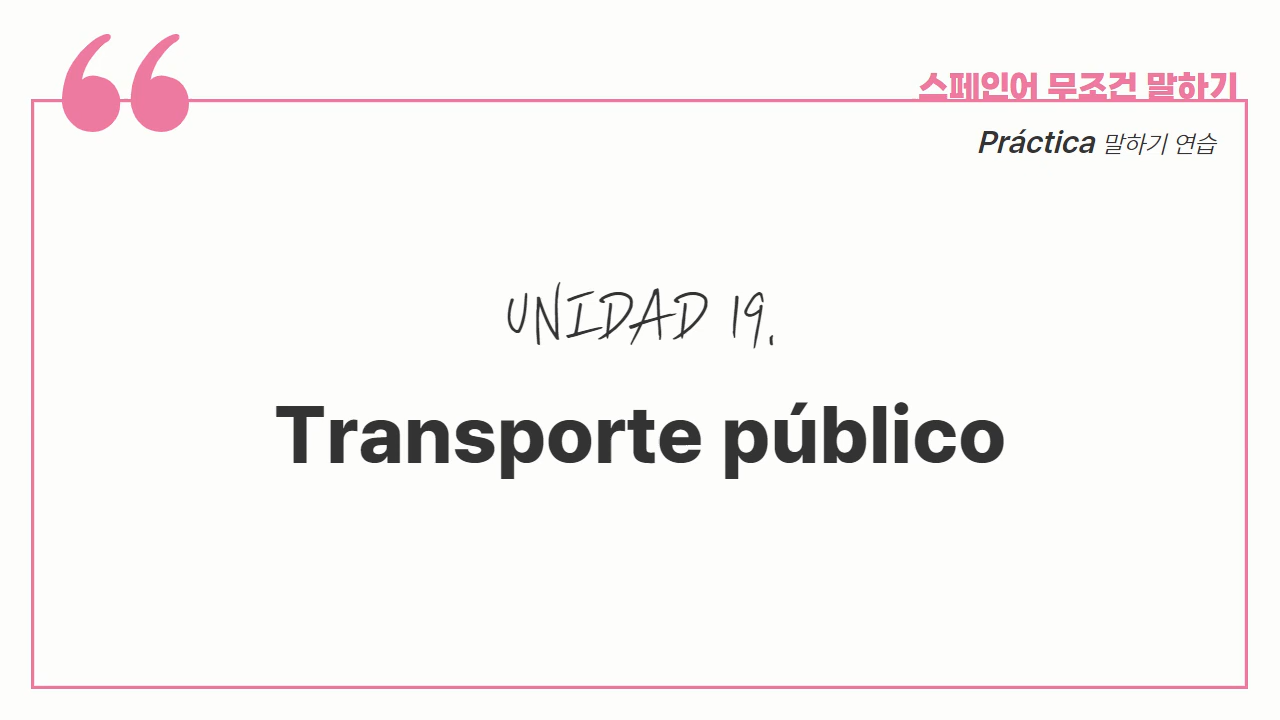 스페인어 무조건 말하기
Práctica 말하기 연습
UNIDAD 19.
Transporte público